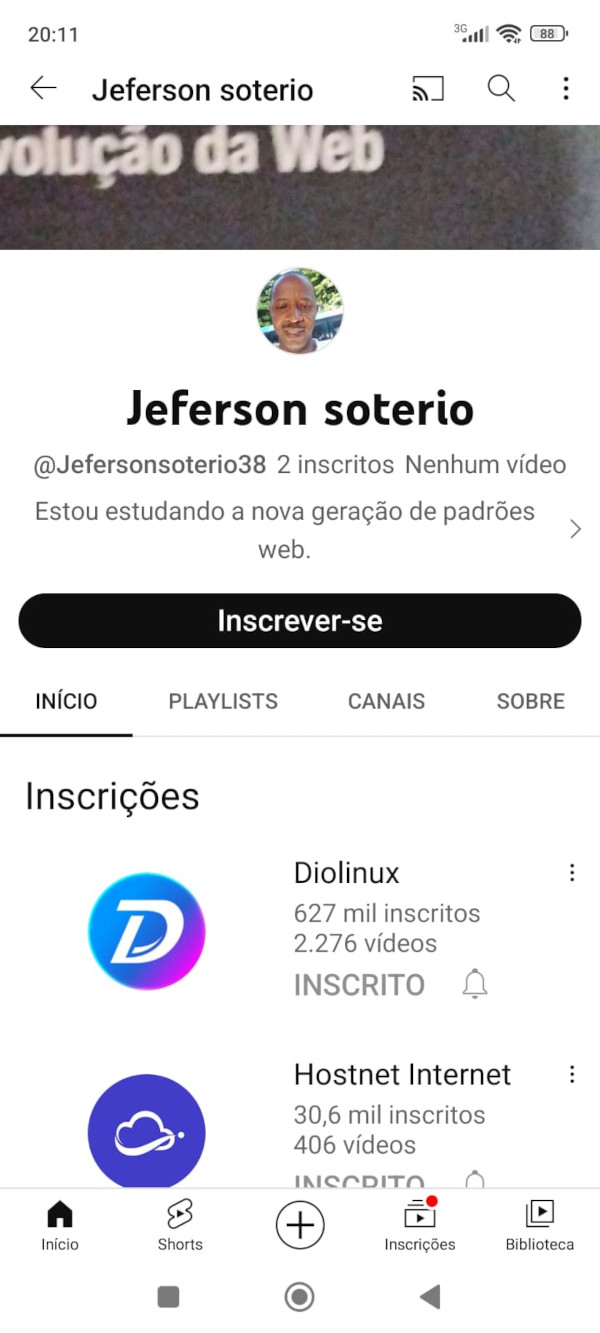 20:11
3G
88
Jeferson soterio
volução da Web
Jeferson soterio
@Jefersonsoterio38 2 inscritos Nenhum vídeo
Estou estudando a nova geração de padrões
web.
Inscrever-se
INÍCIO PLAYLISTS CANAIS SOBRE
Inscrições
Diolinux
627 mil inscritos
2.276 vídeos
INSCRITO
Hostnet Internet
30,6 mil inscritos
406 vídeos
INSCRITO
Início Shorts Inscrições Biblioteca